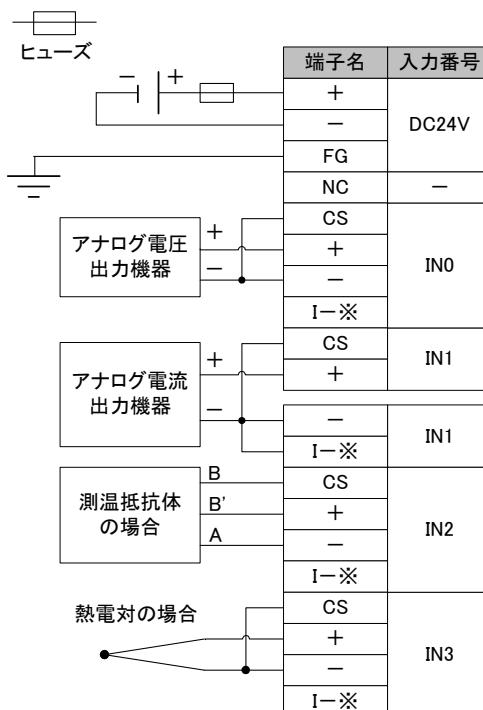 ヒューズ
端子名 入力番号
－ ＋ ＋ DC24V
－
FG
NC －
アナログ電圧
出力機器
＋ － CS IN0
＋
－
I－※
アナログ電流
出力機器
＋ － CS IN1
＋
－ IN1
I－※
測温抵抗体
の場合
B CS IN2
B' ＋
A －
I－※
熱電対の場合
CS IN3
＋
－
I－※